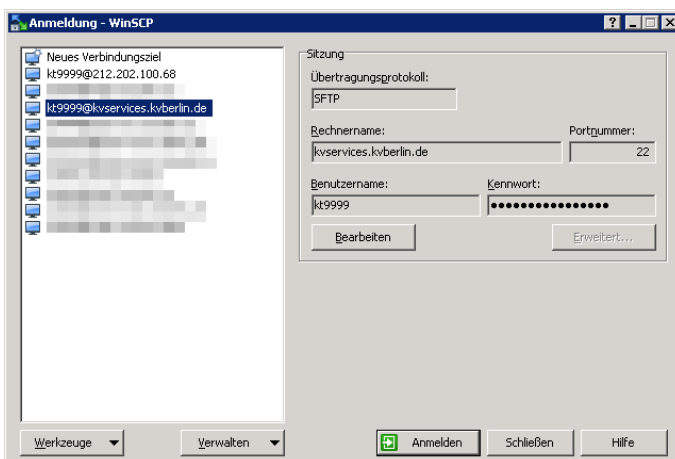 Anmeldung - WinSCP
Neues Verbindungsziel
kt9999@212.202.100.68
kt9999@kvservices.kvberlin.de
Sitzung
Übertragungsprotokoll:
SFTP
Rechnername:
Portnummer:
kvservices.kvberlin.de
22
Benutzername:
Kennwort:
kt9999
●●●●●●●●●●●●●●●●
Bearbeiten
Erweitert...
Werkzeuge
Verwalten
Anmelden
Schließen
Hilfe